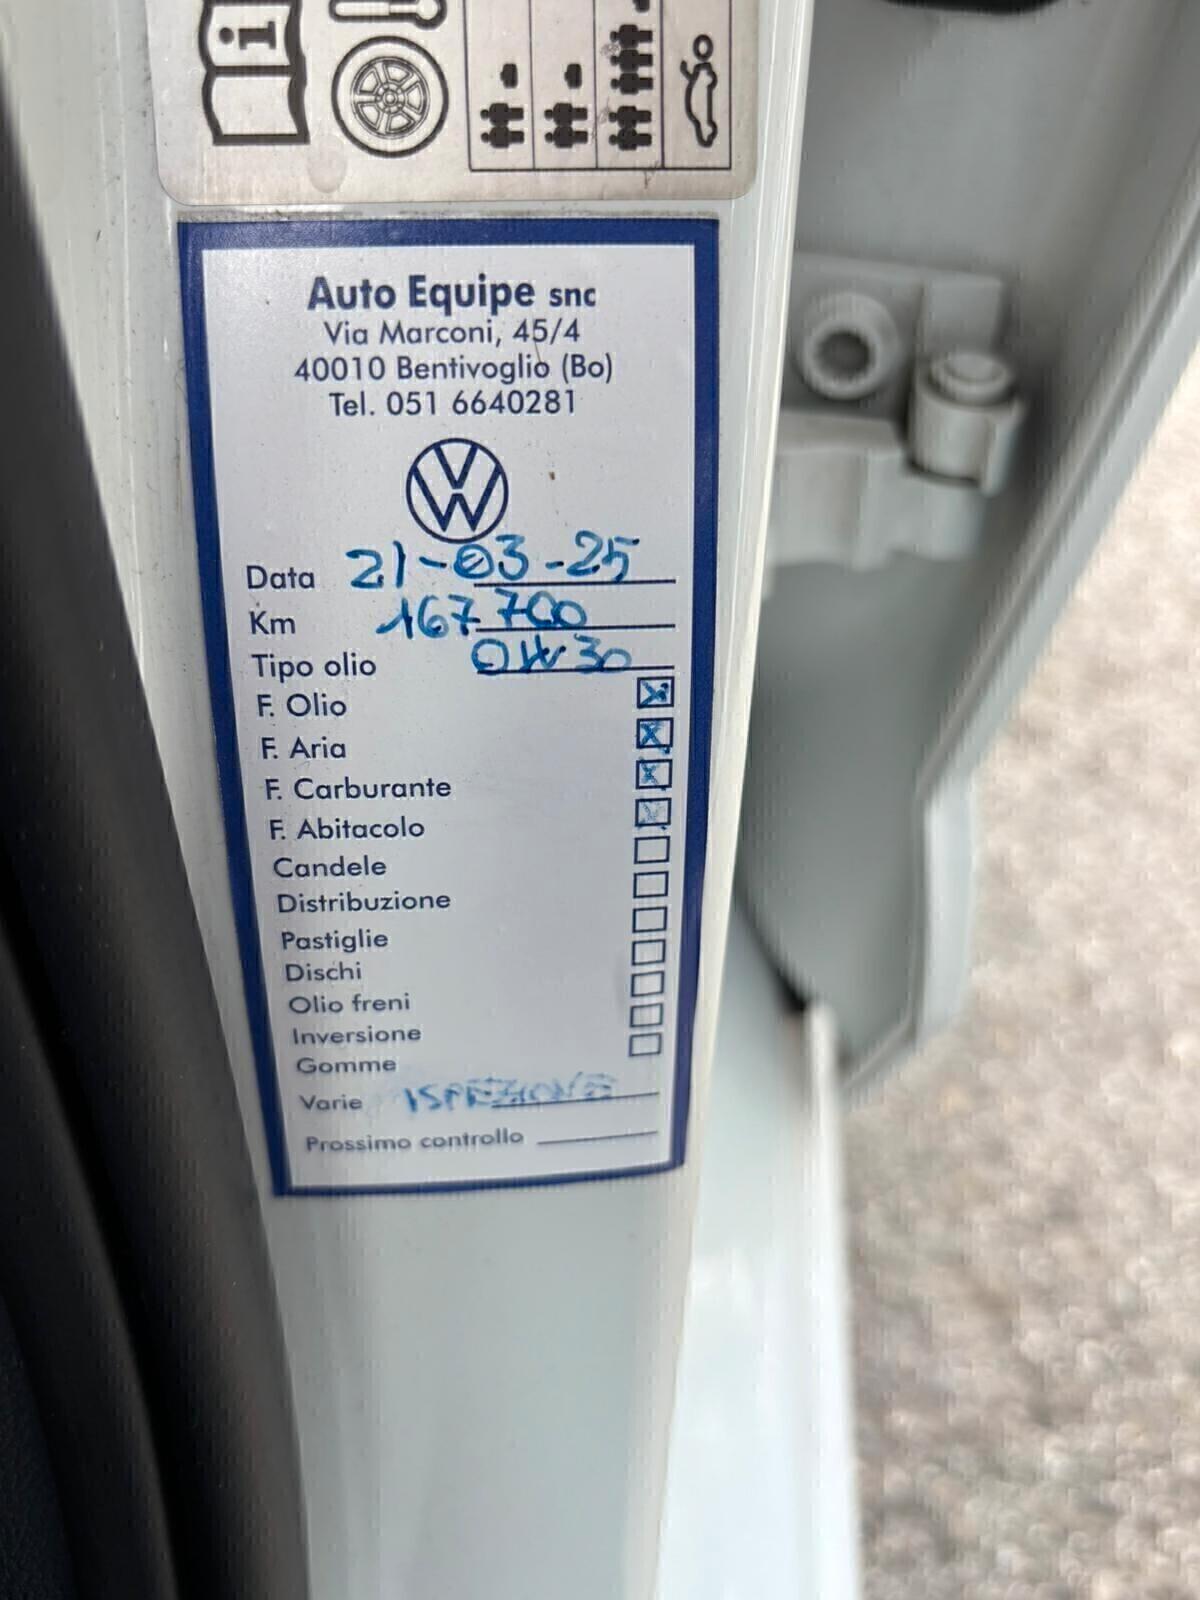 i
Auto Equipe snc
Via Marconi, 45/4
40010 Bentivoglio (Bo)
Tel. 051 6640281
VW
Data 21-03-25
Km 167700
Tipo olio 0W30
F. Olio X
F. Aria X
F. Carburante X
F. Abitacolo X
Candele
Distribuzione
Pastiglie
Dischi
Olio freni
Inversione
Gomme
Varie ISPEZIONE
Prossimo controllo